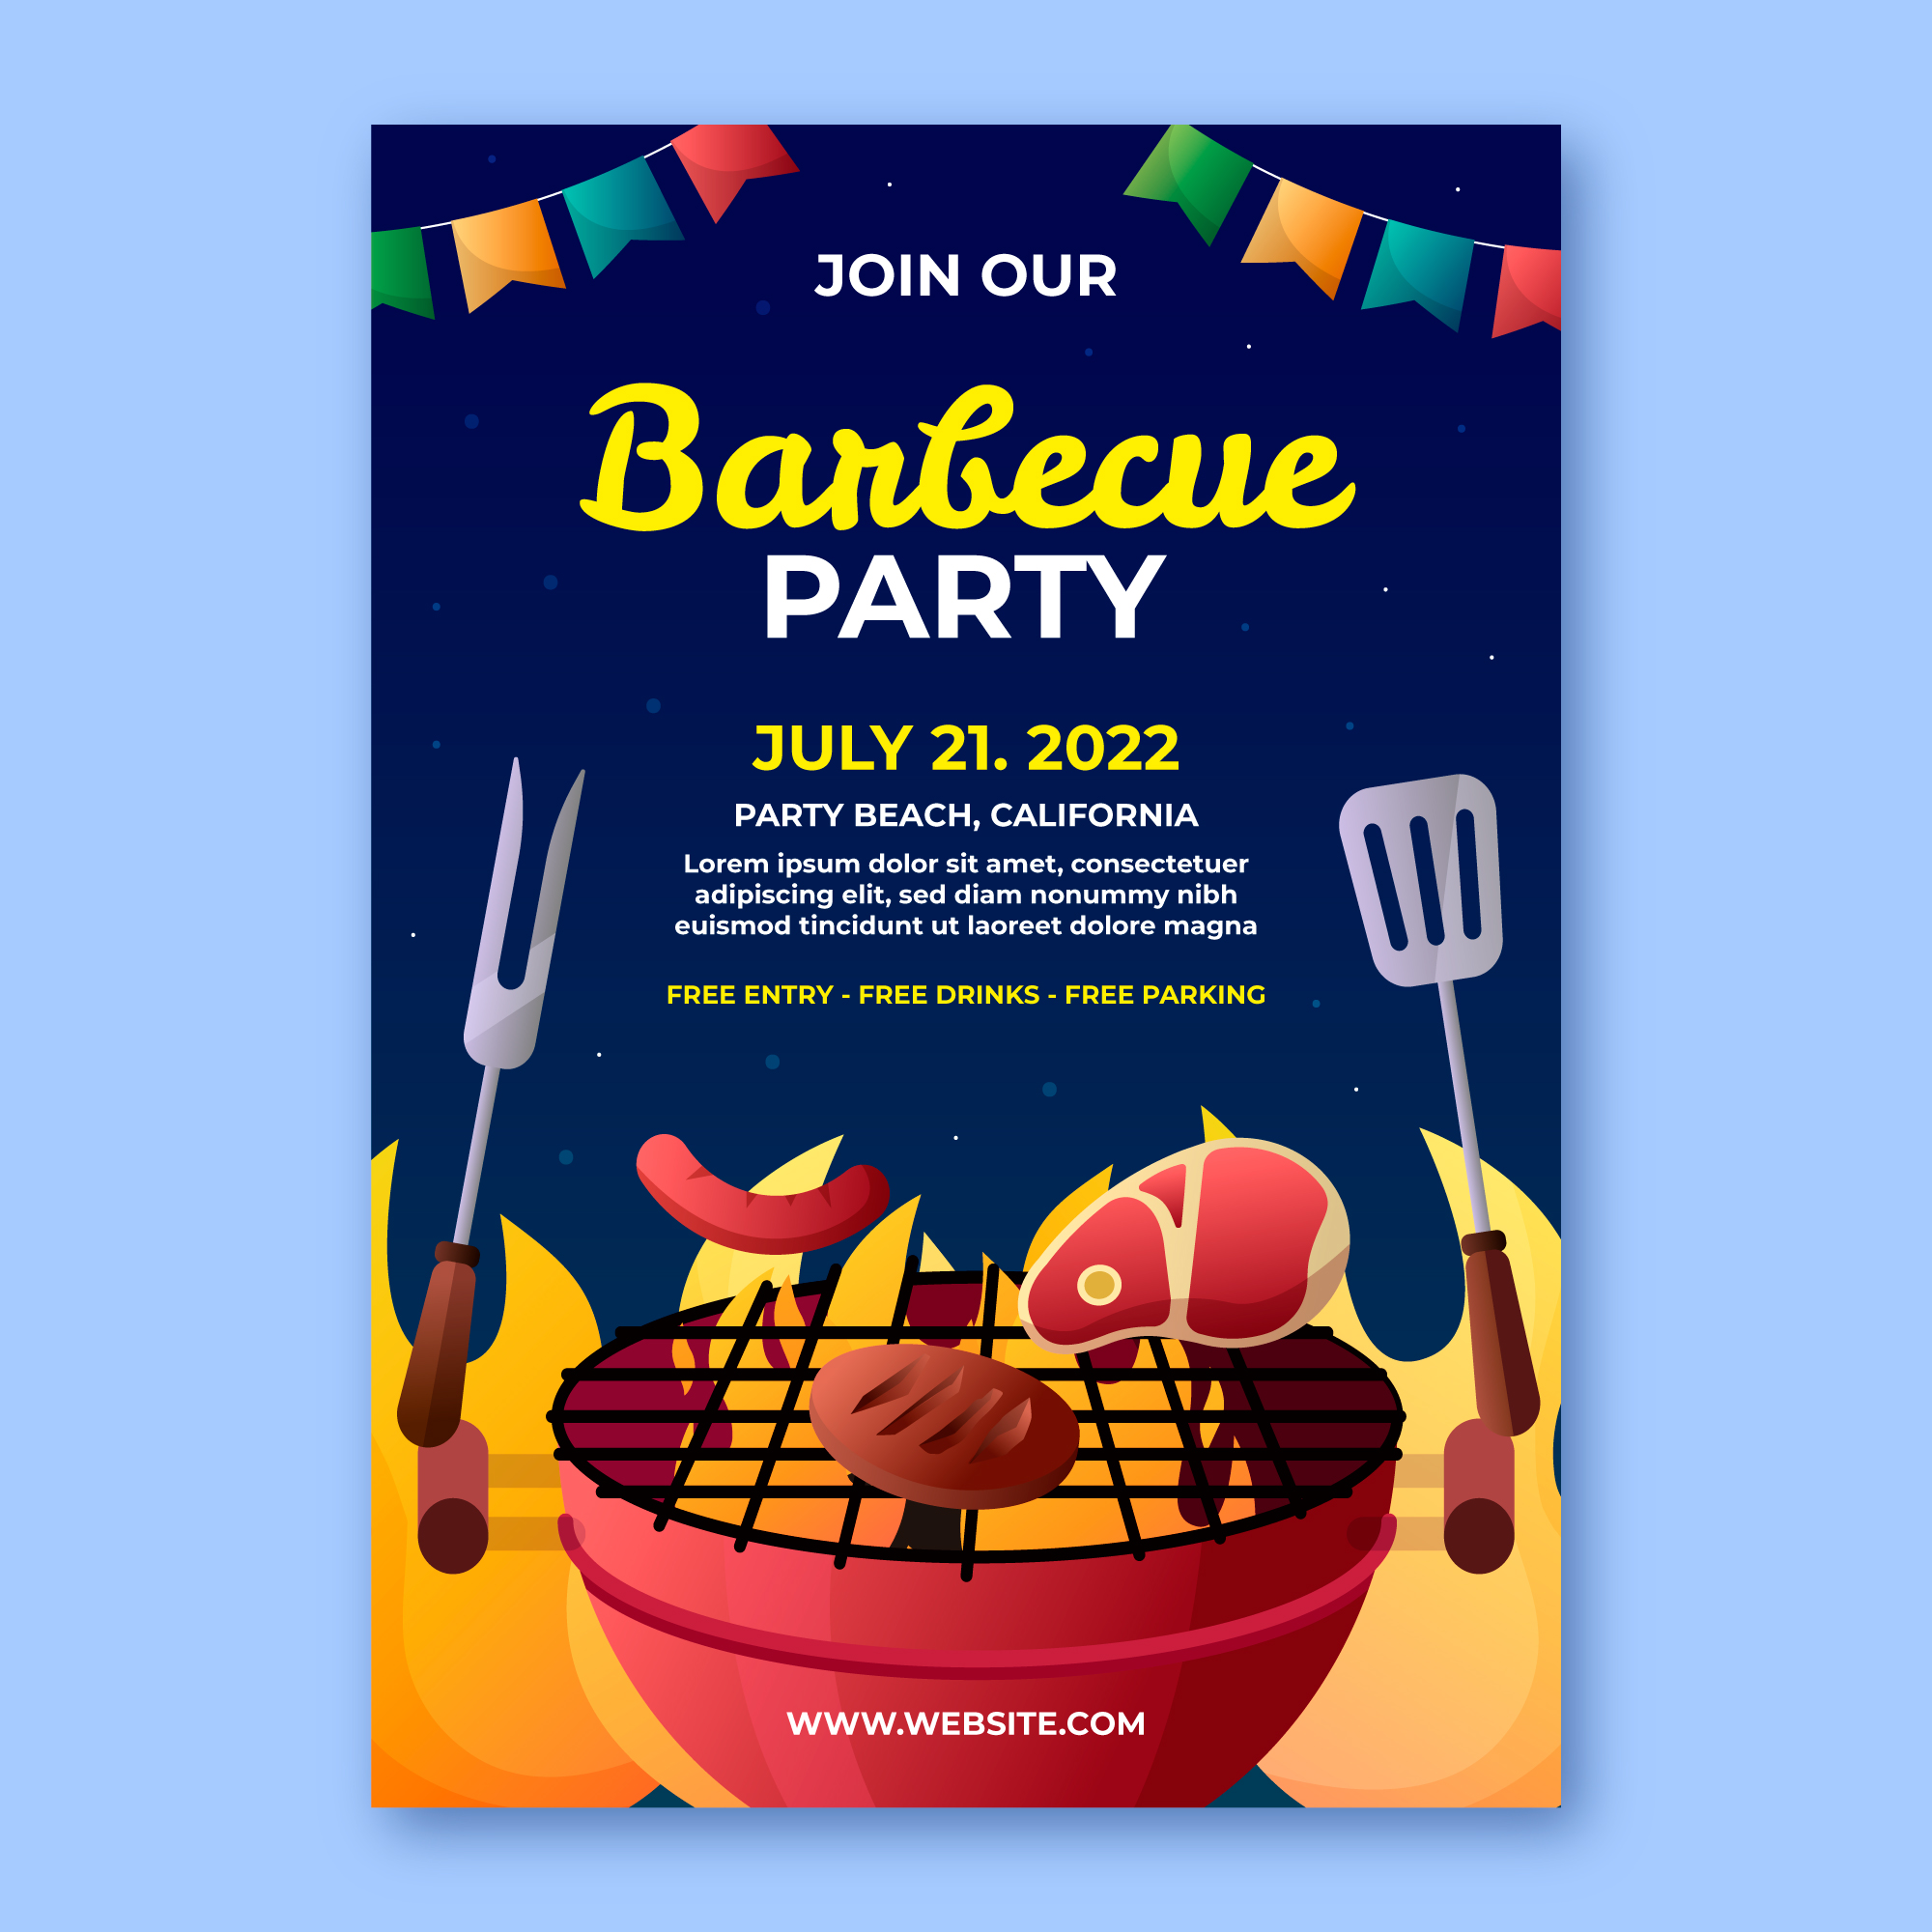 JOIN OUR
Barbecue
PARTY
JULY 21. 2022
PARTY BEACH, CALIFORNIA
Lorem ipsum dolor sit amet, consectetuer
adipiscing elit, sed diam nonummy nibh
euismod tincidunt ut laoreet dolore magna
FREE ENTRY - FREE DRINKS - FREE PARKING
WWW.WEBSITE.COM